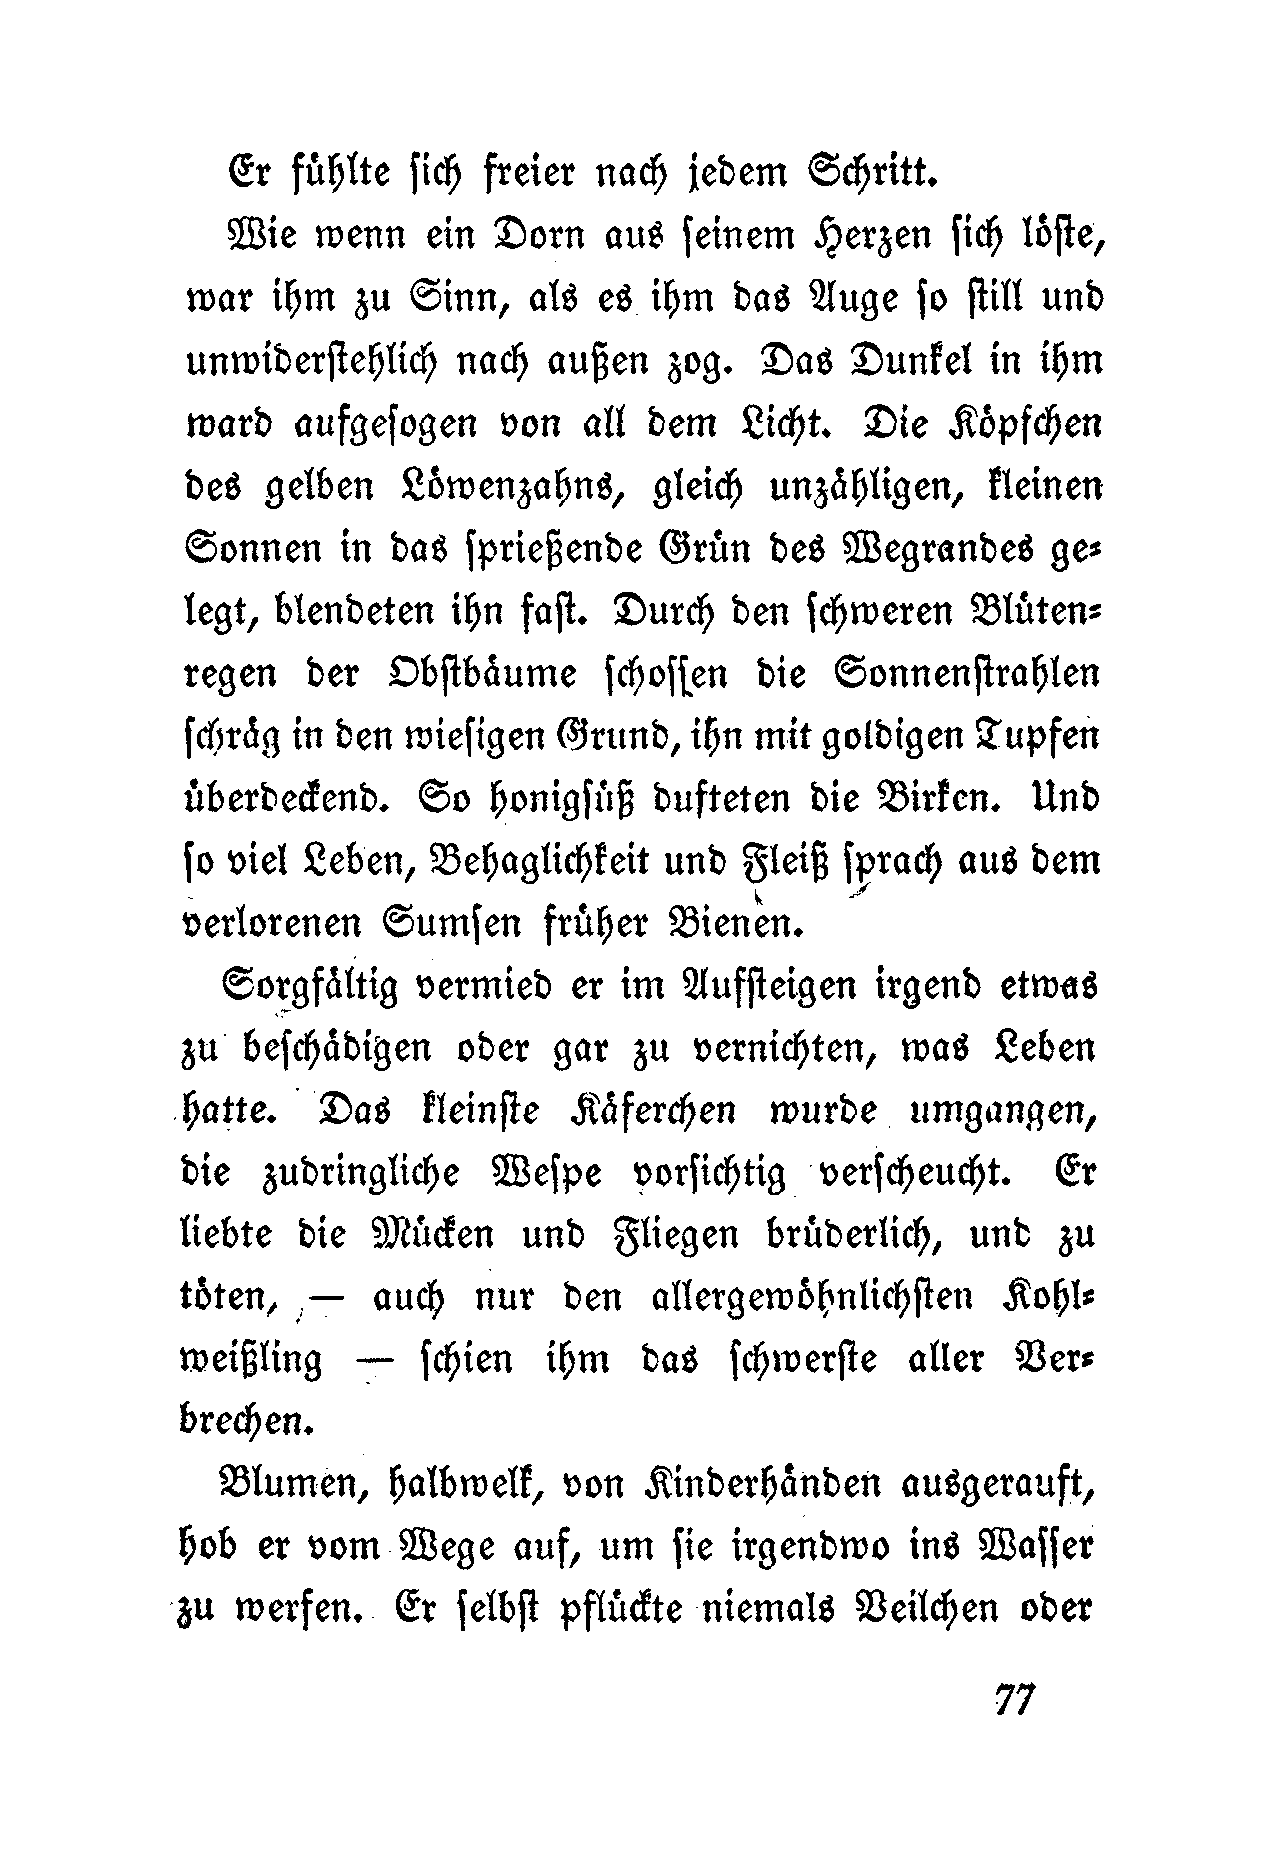 Er fühlte sich freier nach jedem Schritt.
Wie wenn ein Dorn aus seinem Herzen sich löste,
war ihm zu Sinn, als es ihm das Auge so still und
unwiderstehlich nach außen zog. Das Dunkel in ihm
ward aufgesogen von all dem Licht. Die Köpfchen
des gelben Löwenzahns, gleich unzähligen, kleinen
Sonnen in das sprießende Grün des Wegrandes ge-
legt, blendeten ihn fast. Durch den schweren Blüten-
regen der Obstbäume schossen die Sonnenstrahlen
schräg in den wiesigen Grund, ihn mit goldigen Tupfen
überdeckend. So honigsüß dufteten die Birken. Und
so viel Leben, Behaglichkeit und Fleiß sprach aus dem
verlorenen Sumsen früher Bienen.
Sorgfältig vermied er im Aufsteigen irgend etwas
zu beschädigen oder gar zu vernichten, was Leben
hatte. Das kleinste Käferchen wurde umgangen,
die zudringliche Wespe vorsichtig verscheucht. Er
liebte die Mücken und Fliegen brüderlich, und zu
töten, — auch nur den allergewöhnlichsten Kohl-
weißling — schien ihm das schwerste aller Ver-
brechen.
Blumen, halbwelk, von Kinderhänden ausgerauft,
hob er vom Wege auf, um sie irgendwo ins Wasser
zu werfen. Er selbst pflückte niemals Veilchen oder
77